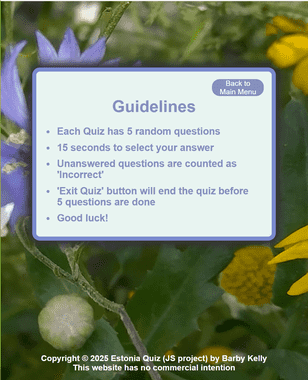 Back to
Main Menu
Guidelines
Each Quiz has 5 random questions
15 seconds to select your answer
Unanswered questions are counted as
'Incorrect'
'Exit Quiz' button will end the quiz before
5 questions are done
Good luck!
Copyright © 2025 Estonia Quiz (JS project) by Barby Kelly
This website has no commercial intention